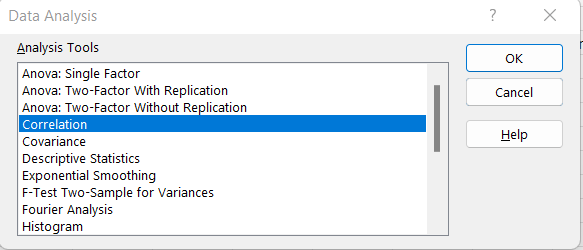 Data Analysis
?
Analysis Tools
Anova: Single Factor
Anova: Two-Factor With Replication
Anova: Two-Factor Without Replication
Correlation
Covariance
Descriptive Statistics
Exponential Smoothing
F-Test Two-Sample for Variances
Fourier Analysis
Histogram
OK
Cancel
Help